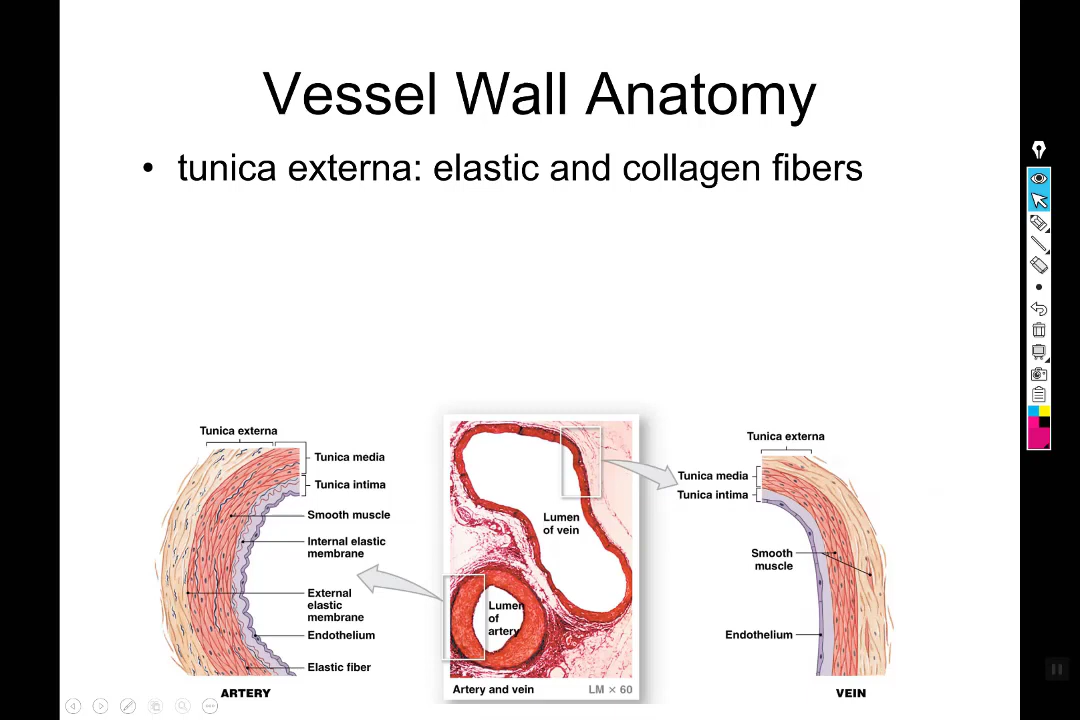 Vessel Wall Anatomy
• tunica externa: elastic and collagen fibers
Tunica externa
Tunica media
Tunica intima
Smooth muscle
Internal elastic
membrane
External
elastic
membrane
Endothelium
Elastic fiber
ARTERY
Lumen
of vein
Lumen
of
artery
Artery and vein
LM × 60
Tunica externa
Tunica media
Tunica intima
Smooth
muscle
Endothelium
VEIN